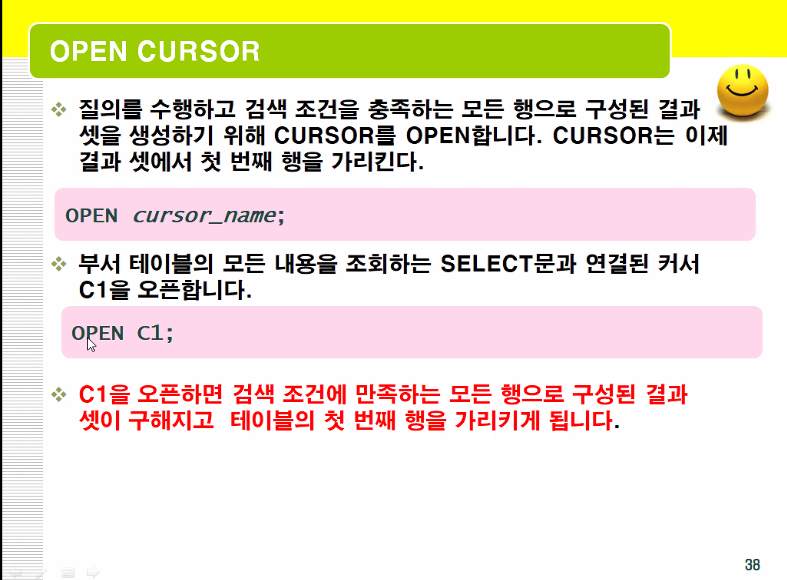 OPEN CURSOR
질의를 수행하고 검색 조건을 충족하는 모든 행으로 구성된 결과
셋을 생성하기 위해 CURSOR를 OPEN합니다. CURSOR는 이제
결과 셋에서 첫 번째 행을 가리킨다.
OPEN cursor_name;
부서 테이블의 모든 내용을 조회하는 SELECT문과 연결된 커서
C1을 오픈합니다.
OPEN C1;
C1을 오픈하면 검색 조건에 만족하는 모든 행으로 구성된 결과
셋이 구해지고 테이블의 첫 번째 행을 가리키게 됩니다.
38